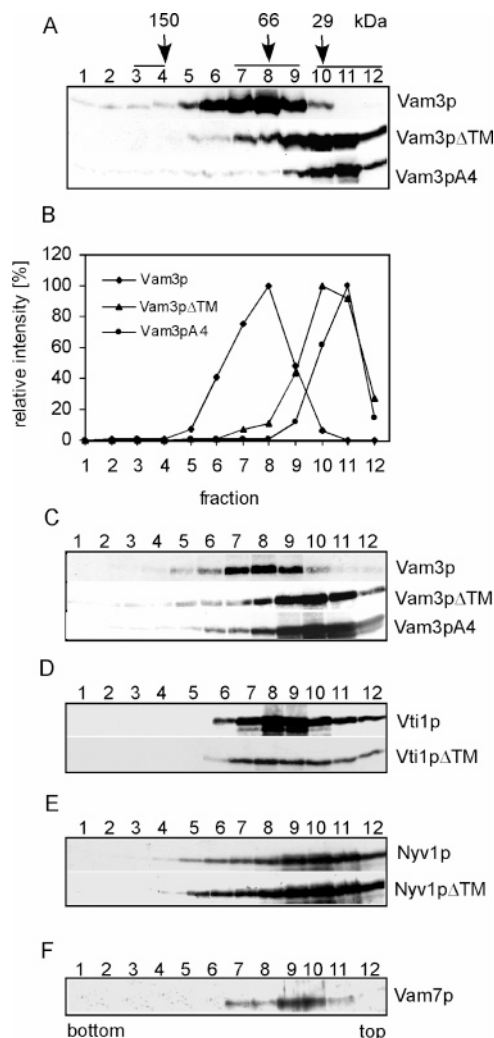 A 150 66 29 kDa
1 2 3 4 5 6 7 8 9 10 11 12
Vam3p
Vam3pΔTM
Vam3pA4
B
120
100
80
60
40
20
0
relative intensity [%]
Vam3p
Vam3pΔTM
Vam3pA4
1 2 3 4 5 6 7 8 9 10 11 12
fraction
C
1 2 3 4 5 6 7 8 9 10 11 12
Vam3p
Vam3pΔTM
Vam3pA4
D
1 2 3 4 5 6 7 8 9 10 11 12
Vti1p
Vti1pΔTM
E
1 2 3 4 5 6 7 8 9 10 11 12
Nyv1p
Nyv1pΔTM
F
1 2 3 4 5 6 7 8 9 10 11 12
Vam7p
bottom top